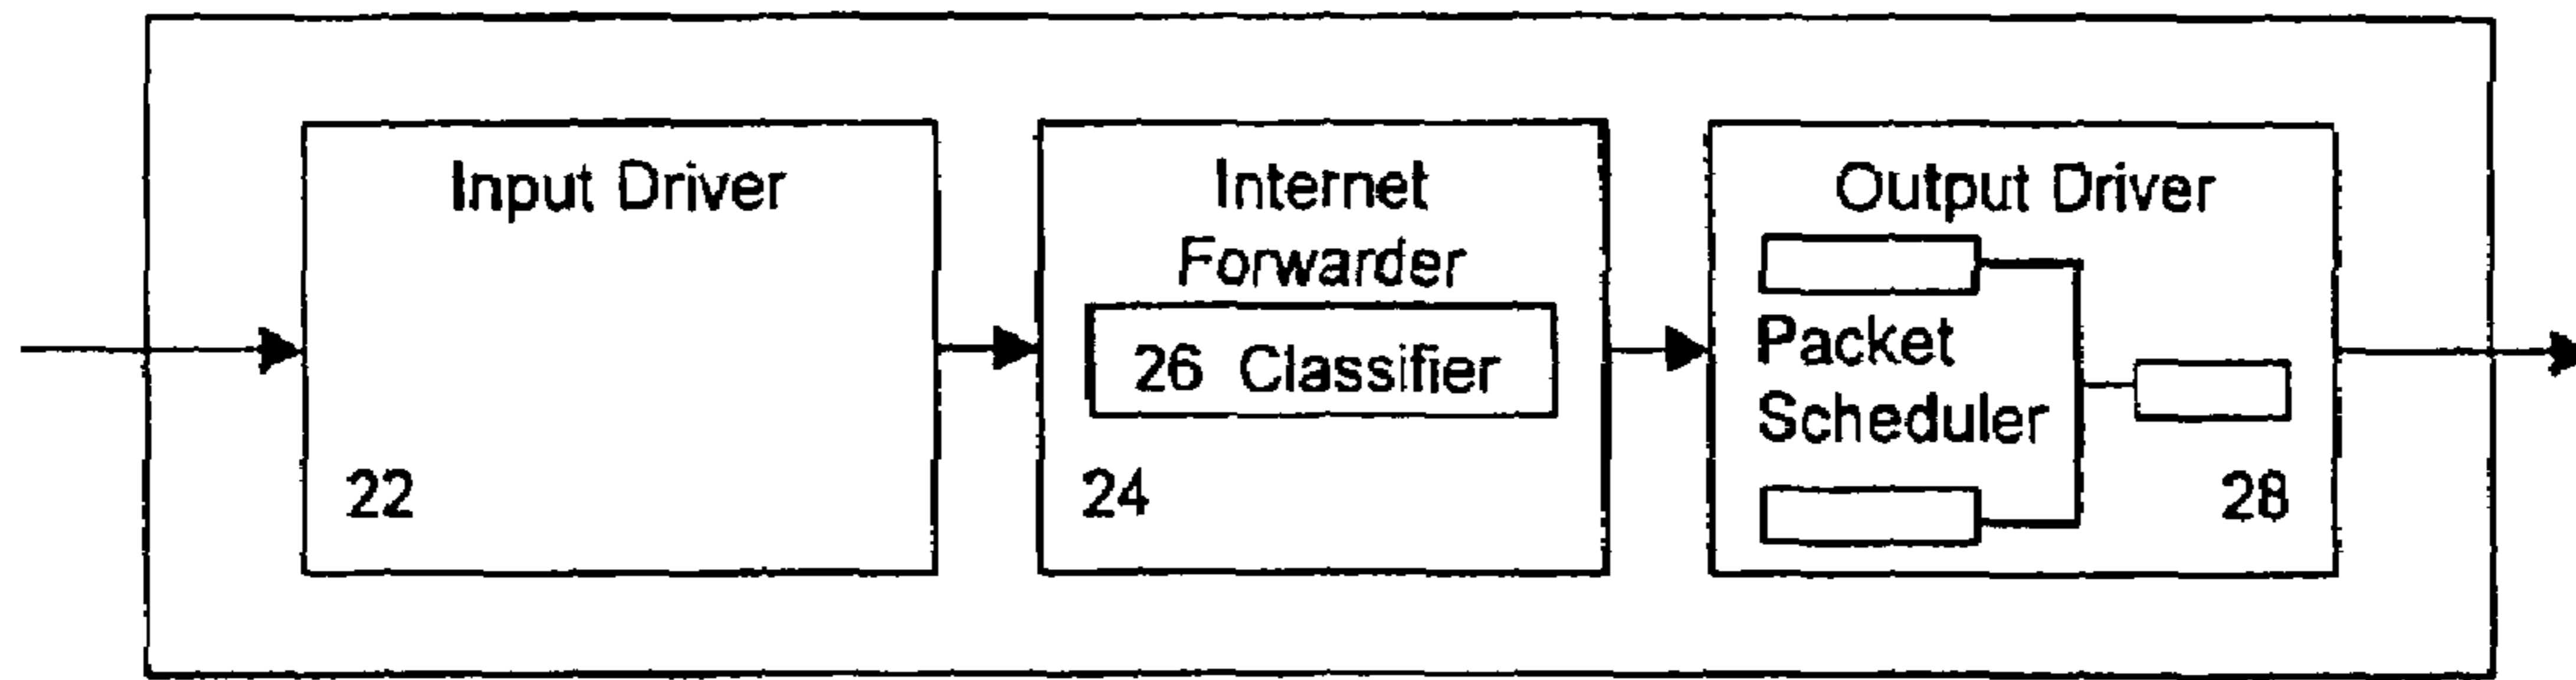 Input Driver
22
Internet
Forwarder
26 Classifier
24
Output Driver
Packet
Scheduler
28